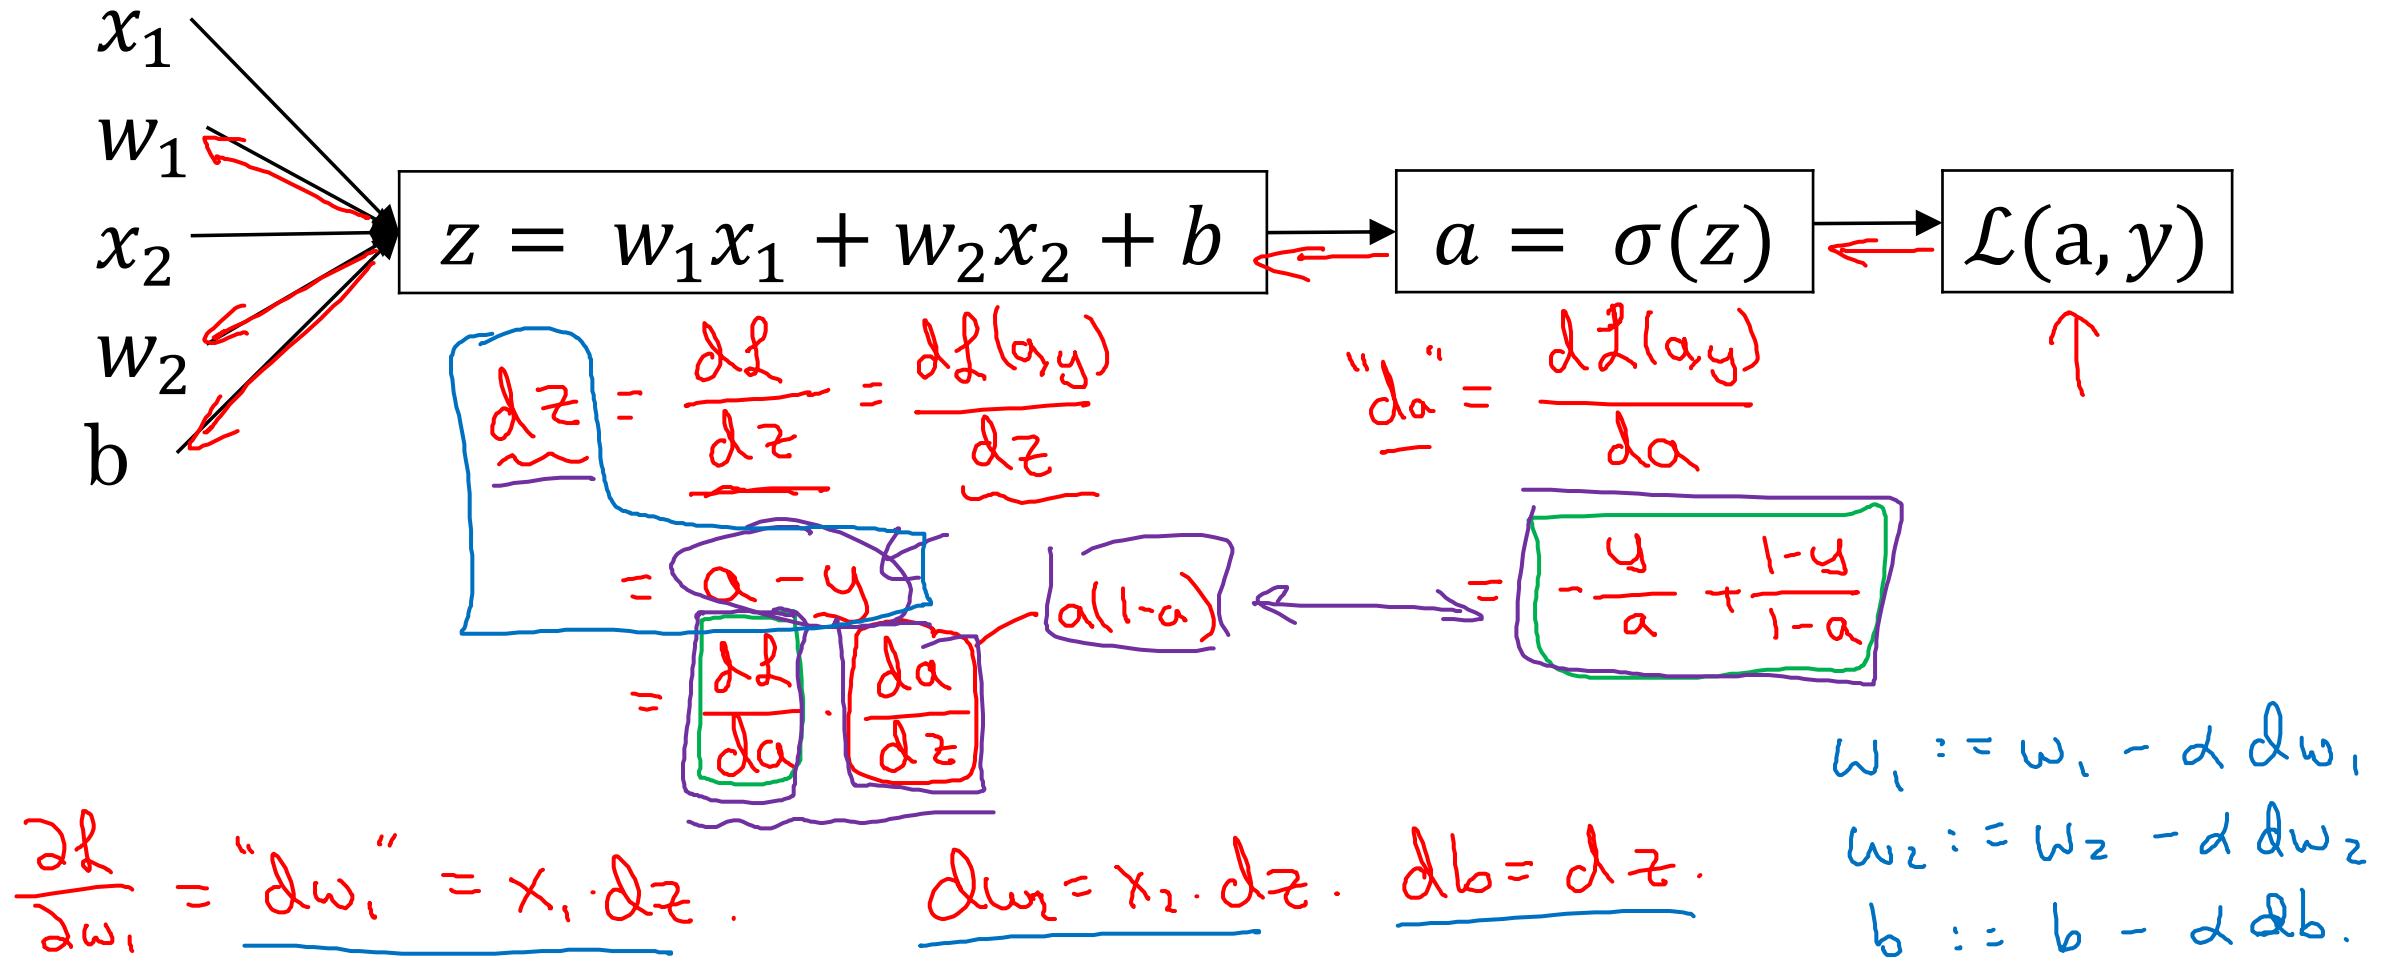 x₁
w₁
x₂
w₂
b
z = w₁x₁ + w₂x₂ + b
a = σ(z)
ℒ(a, y)
dz = dℒ/dz = dℒ(a,y)/dz
"da" = dℒ(a,y)/da
= a - y
a(1-a)
= - y/a + 1-y/1-a
= dℒ/da · da/dz
∂ℒ/∂w₁ = "dw₁" = x₁·dz.
dw₂ = x₂·dz.
db = dz.
w₁ := w₁ - α dw₁
w₂ := w₂ - α dw₂
b := b - α db.